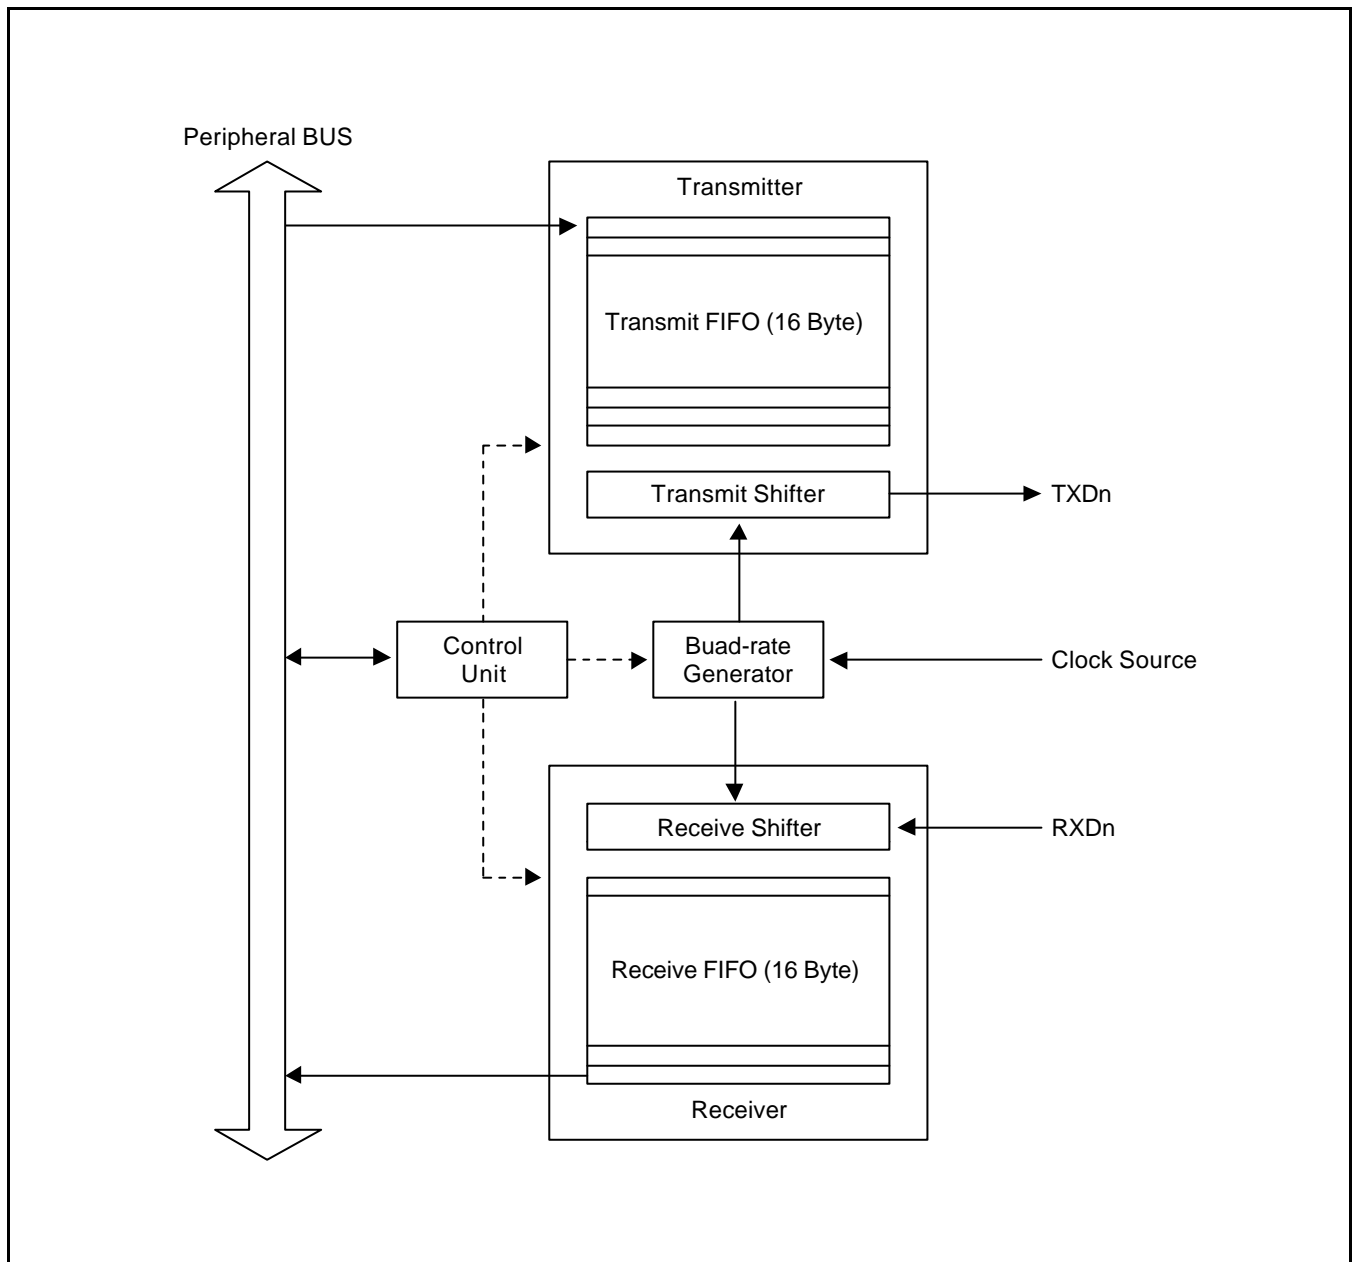 Peripheral BUS
Transmitter
Transmit FIFO (16 Byte)
Transmit Shifter
TXDn
Control
Unit
Buad-rate
Generator
Clock Source
Receive Shifter
RXDn
Receive FIFO (16 Byte)
Receiver